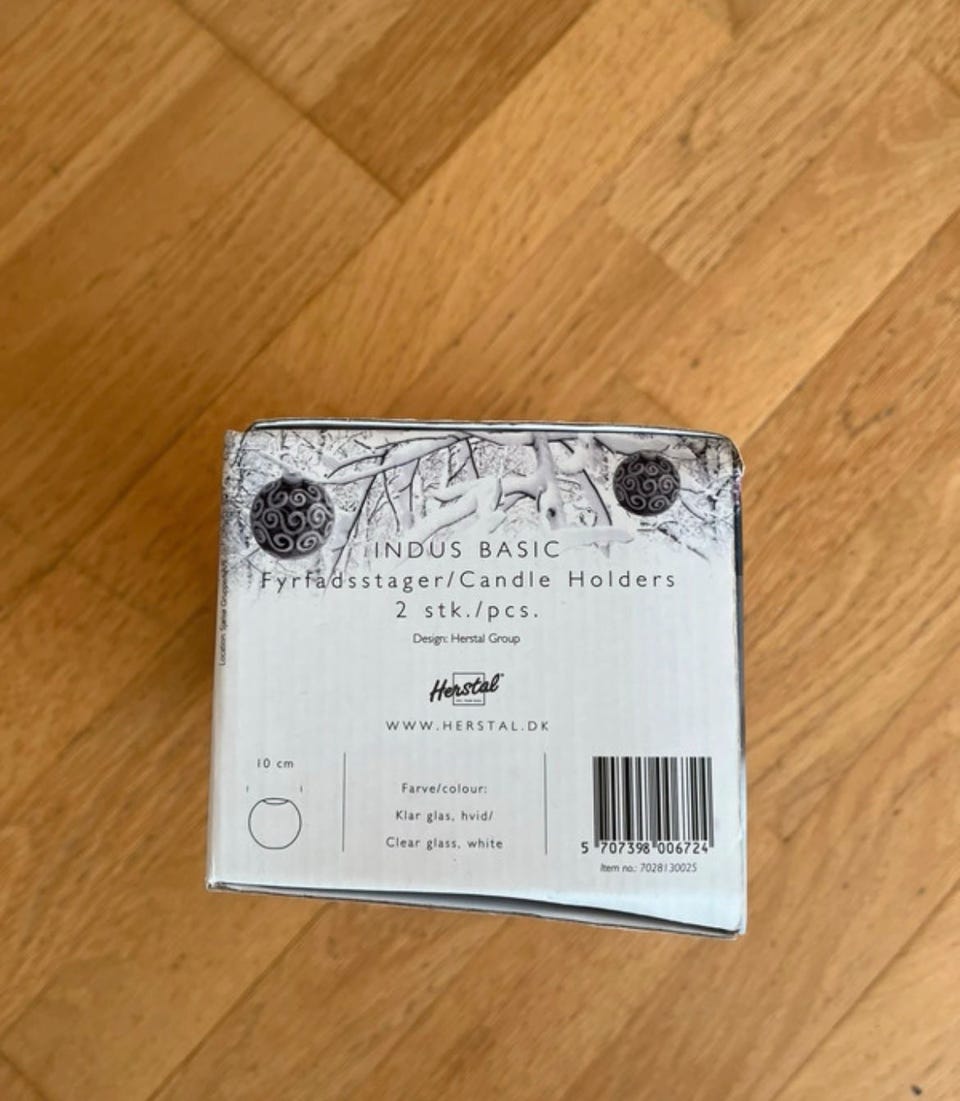 INDUS BASIC
Fyrfadsstager/Candle Holders
2 stk./pcs.
Design: Herstal Group
Herstal
WWW.HERSTAL.DK
10 cm
Farve/colour:
Klar glas, hvid/
Clear glass, white
5 707398 006724
Item no.: 7028130025